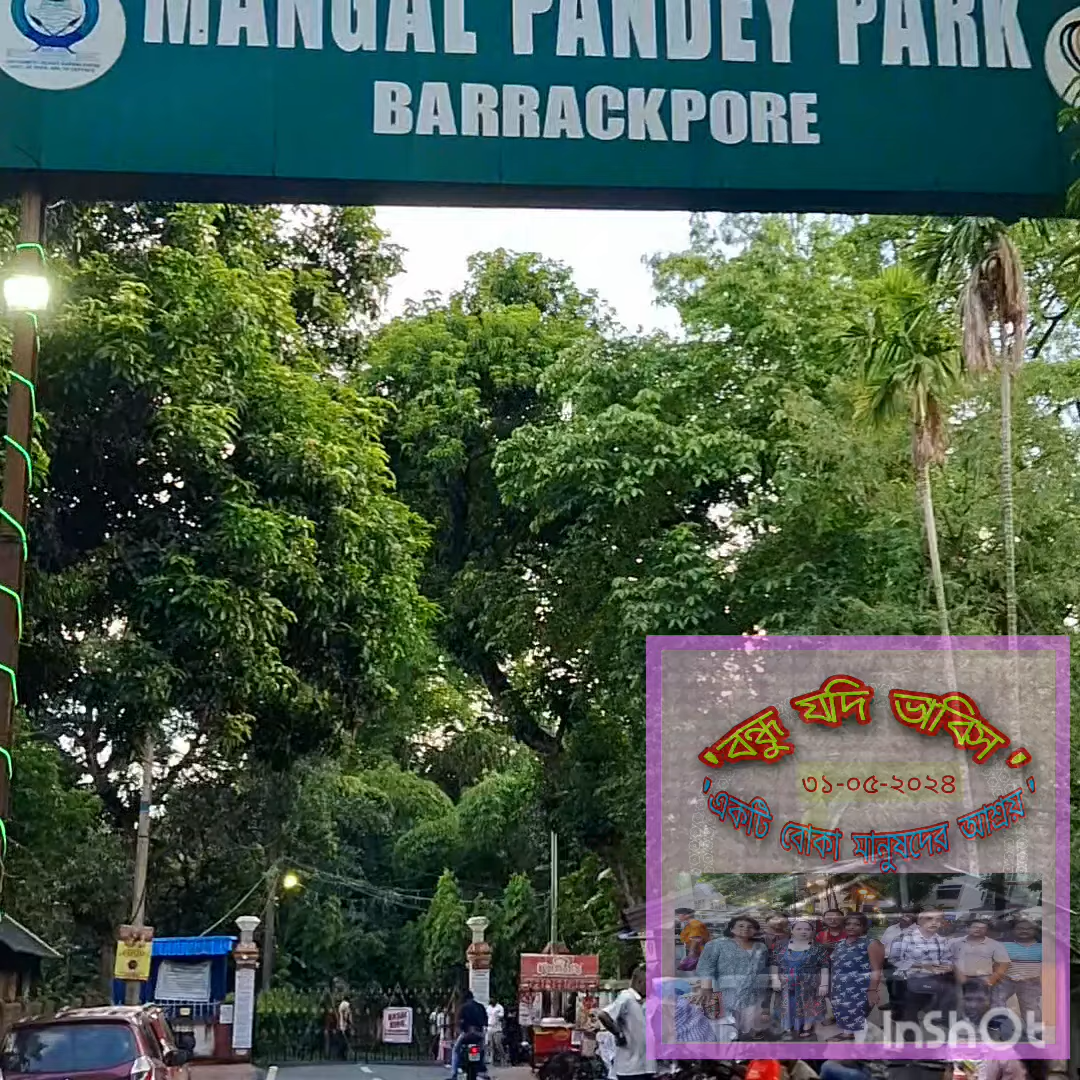 MANGAL PANDEY PARK
BARRACKPORE
'বন্ধু যদি ভাবিস'
৩১-০৫-২০২৪
'একটি বোকা মানুষদের আশ্রয়'
InShOt